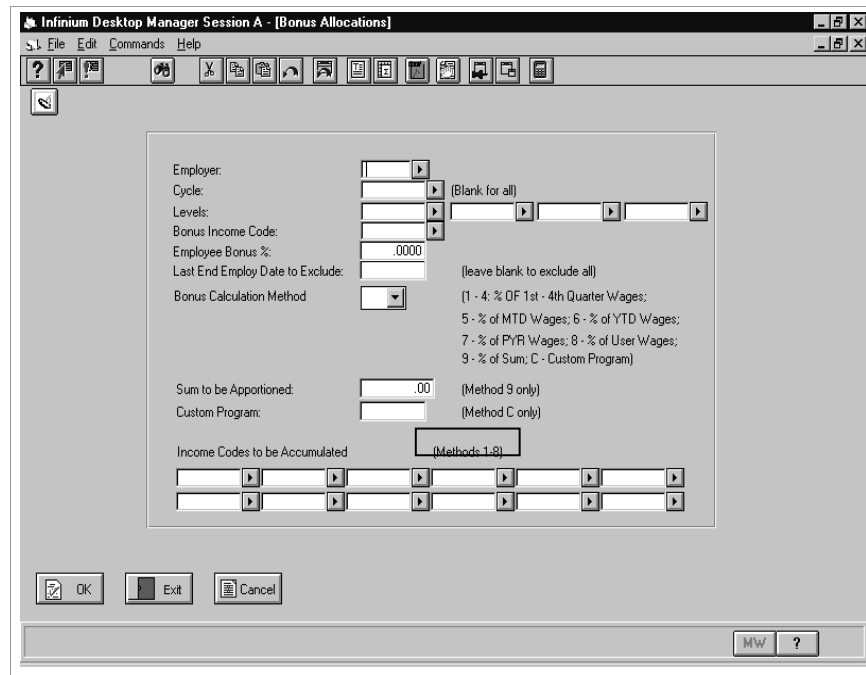 Infinium Desktop Manager Session A - [Bonus Allocations]
File Edit Commands Help
Employer:
Cycle: (Blank for all)
Levels:
Bonus Income Code:
Employee Bonus %: .0000
Last End Employ Date to Exclude: (leave blank to exclude all)
Bonus Calculation Method (1 - 4: % OF 1st - 4th Quarter Wages;
5 - % of MTD Wages; 6 - % of YTD Wages;
7 - % of PYR Wages; 8 - % of User Wages;
9 - % of Sum; C - Custom Program)
Sum to be Apportioned: .00 (Method 9 only)
Custom Program: (Method C only)
Income Codes to be Accumulated (Methods 1-8)
OK Exit Cancel
MW ?